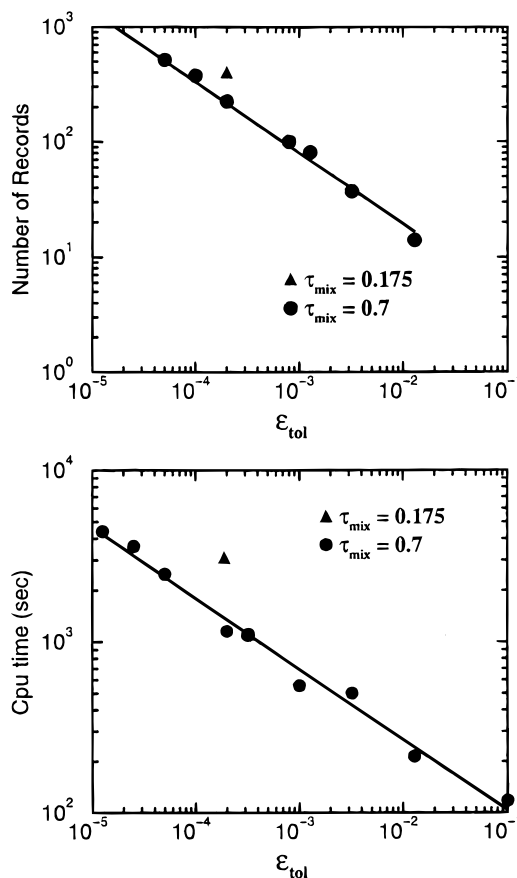 10³
10²
10¹
10⁰
Number of Records
▲ τmix = 0.175
● τmix = 0.7
10⁻⁵ 10⁻⁴ 10⁻³ 10⁻² 10⁻
εtol
10⁴
10³
10²
Cpu time (sec)
▲ τmix = 0.175
● τmix = 0.7
10⁻⁵ 10⁻⁴ 10⁻³ 10⁻² 10⁻
εtol